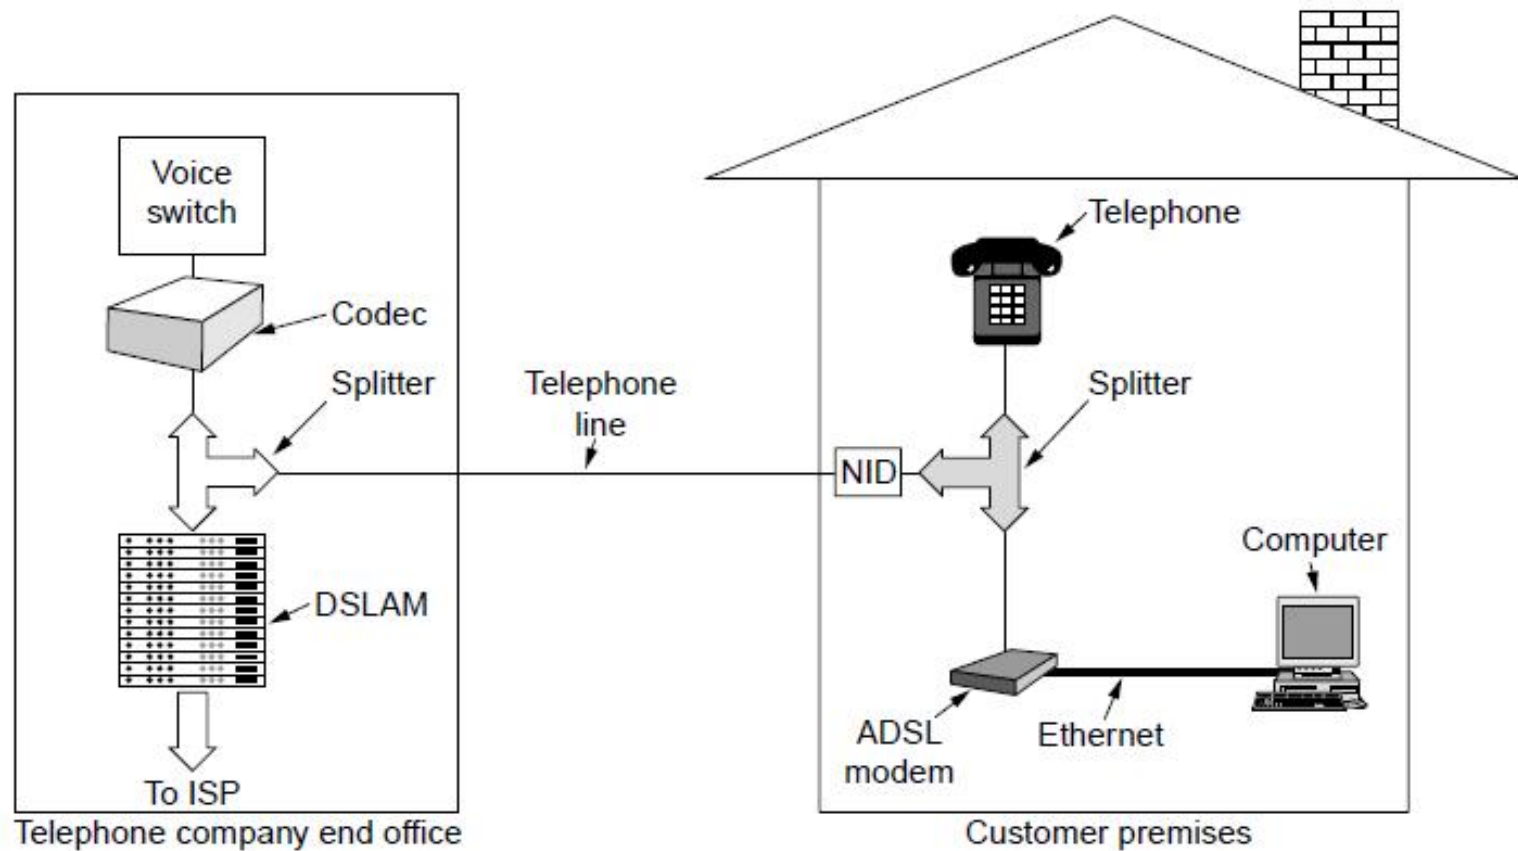 Voice
switch
Codec
Splitter
DSLAM
To ISP
Telephone company end office
Telephone
line
Telephone
Splitter
NID
Computer
ADSL
modem
Ethernet
Customer premises